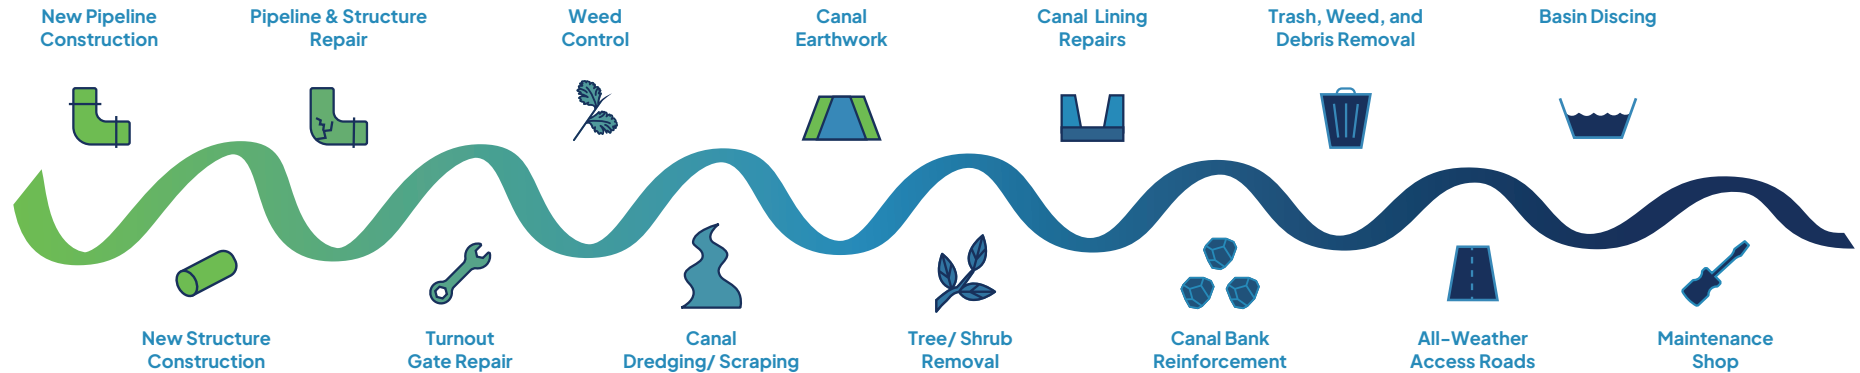 New Pipeline
Construction
Pipeline & Structure
Repair
Weed
Control
Canal
Earthwork
Canal Lining
Repairs
Trash, Weed, and
Debris Removal
Basin Discing
New Structure
Construction
Turnout
Gate Repair
Canal
Dredging/ Scraping
Tree/ Shrub
Removal
Canal Bank
Reinforcement
All-Weather
Access Roads
Maintenance
Shop